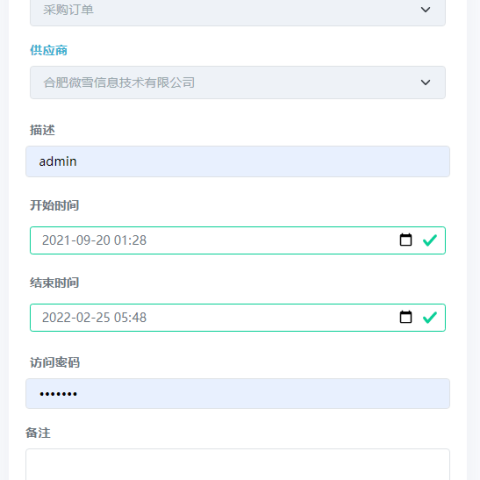 采购订单
供应商
合肥微雪信息技术有限公司
描述
admin
开始时间
2021-09-20 01:28
结束时间
2022-02-25 05:48
访问密码
•••••••
备注